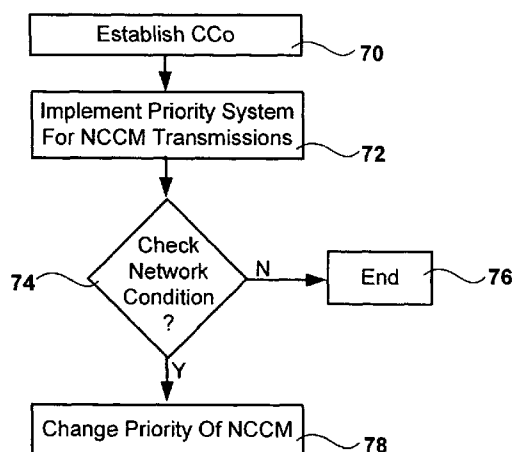 Establish CCo
70
Implement Priority System
For NCCM Transmissions
72
Check
Network
Condition
?
74
N
End
76
Y
Change Priority Of NCCM
78